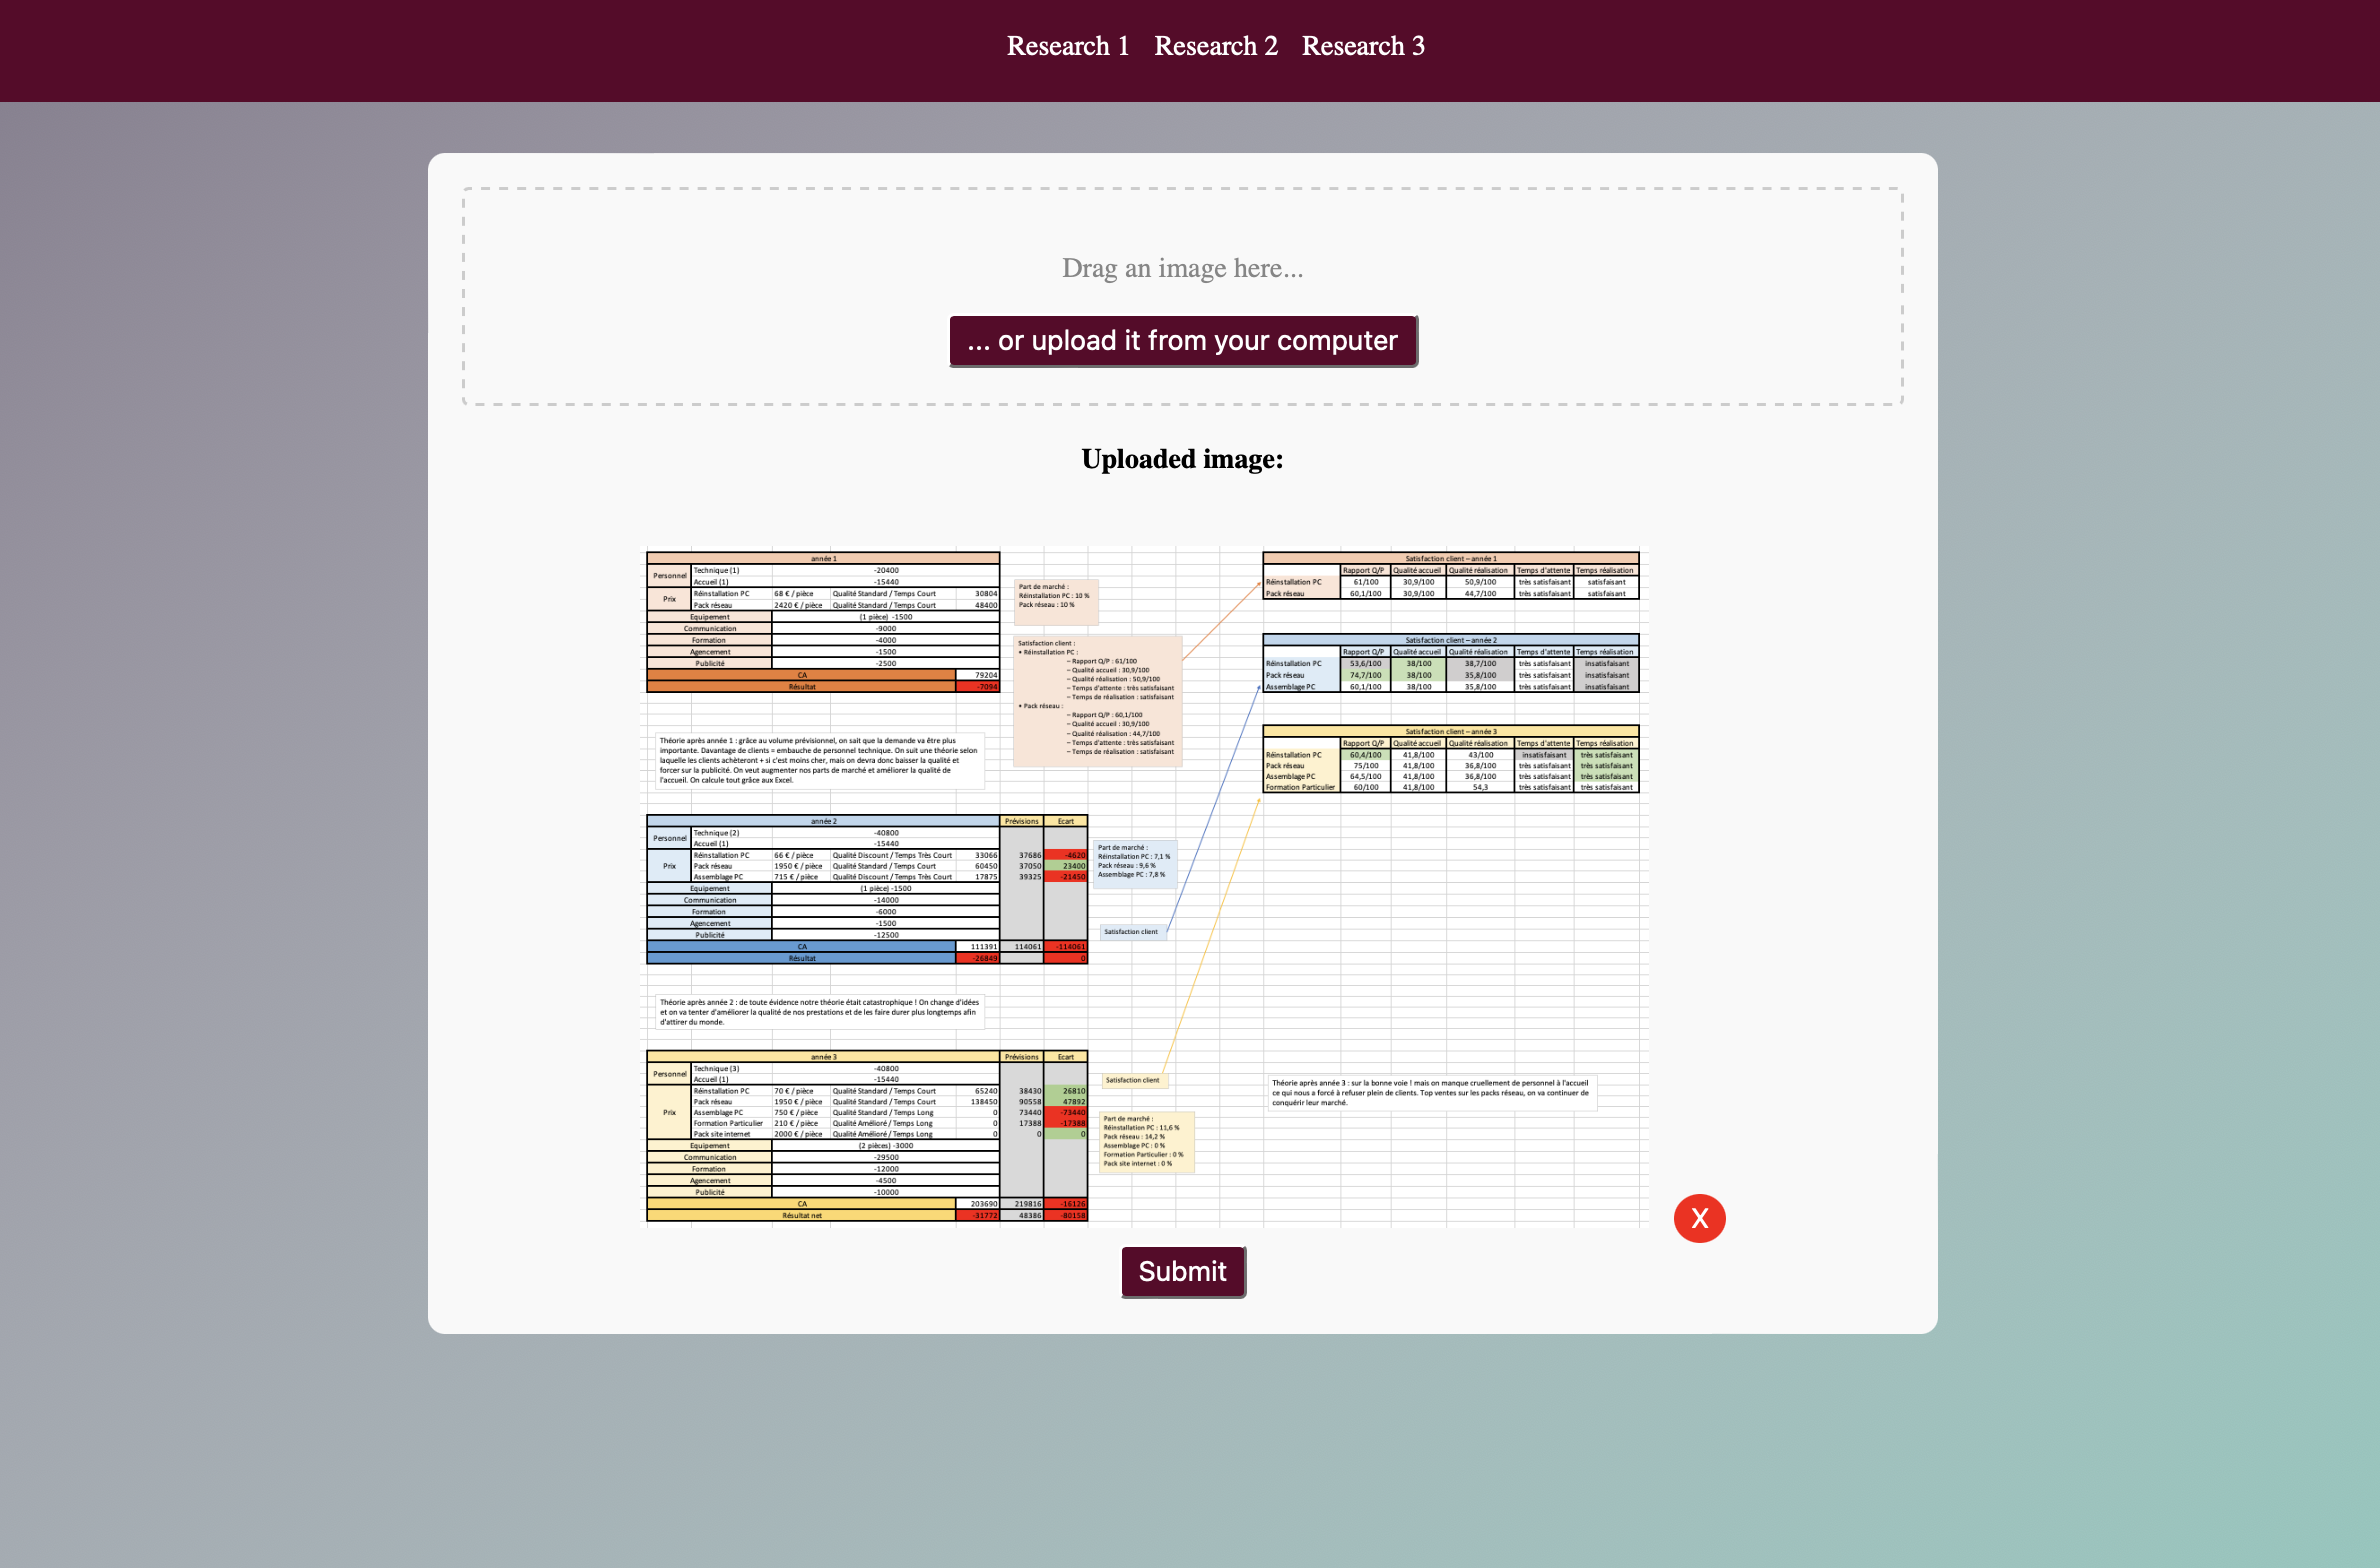 Research 1 Research 2 Research 3
Drag an image here...
... or upload it from your computer
Uploaded image:
année 1
Personnel
Technique (1) -20400
Accueil (1) -15440
Prix
Réinstallation PC 68 € / pièce Qualité Standard / Temps Court 30804
Pack réseau 2420 € / pièce Qualité Standard / Temps Court 48400
Equipement (1 pièce) -1500
Communication -9000
Formation -4000
Agencement -1500
Publicité -2500
CA 79204
Résultat -7094
Part de marché :
Réinstallation PC : 10 %
Pack réseau : 10 %
Satisfaction client :
• Réinstallation PC :
– Rapport Q/P : 61/100
– Qualité accueil : 30,9/100
– Qualité réalisation : 50,9/100
– Temps d'attente : très satisfaisant
– Temps de réalisation : satisfaisant
• Pack réseau :
– Rapport Q/P : 60,1/100
– Qualité accueil : 30,9/100
– Qualité réalisation : 44,7/100
– Temps d'attente : très satisfaisant
– Temps de réalisation : satisfaisant
Satisfaction client – année 1
Rapport Q/P Qualité accueil Qualité réalisation Temps d'attente Temps réalisation
Réinstallation PC 61/100 30,9/100 50,9/100 très satisfaisant satisfaisant
Pack réseau 60,1/100 30,9/100 44,7/100 très satisfaisant satisfaisant
Satisfaction client – année 2
Rapport Q/P Qualité accueil Qualité réalisation Temps d'attente Temps réalisation
Réinstallation PC 53,6/100 38/100 38,7/100 très satisfaisant insatisfaisant
Pack réseau 74,7/100 38/100 35,8/100 très satisfaisant insatisfaisant
Assemblage PC 60,1/100 38/100 35,8/100 très satisfaisant insatisfaisant
Satisfaction client – année 3
Rapport Q/P Qualité accueil Qualité réalisation Temps d'attente Temps réalisation
Réinstallation PC 60,4/100 41,8/100 43/100 insatisfaisant très satisfaisant
Pack réseau 75/100 41,8/100 36,8/100 très satisfaisant très satisfaisant
Assemblage PC 64,5/100 41,8/100 36,8/100 très satisfaisant très satisfaisant
Formation Particulier 60/100 41,8/100 54,3 très satisfaisant très satisfaisant
Théorie après année 1 : grâce au volume prévisionnel, on sait que la demande va être plus
importante. Davantage de clients = embauche de personnel technique. On suit une théorie selon
laquelle les clients achèteront + si c'est moins cher, mais on devra donc baisser la qualité et
forcer sur la publicité. On veut augmenter nos parts de marché et améliorer la qualité de
l'accueil. On calcule tout grâce aux Excel.
année 2 Prévisions Ecart
Personnel
Technique (2) -40800
Accueil (1) -15440
Prix
Réinstallation PC 66 € / pièce Qualité Discount / Temps Très Court 33066 37686 -4620
Pack réseau 1950 € / pièce Qualité Standard / Temps Court 60450 37050 23400
Assemblage PC 715 € / pièce Qualité Discount / Temps Très Court 17875 39325 -21450
Equipement (1 pièce) -1500
Communication -14000
Formation -6000
Agencement -1500
Publicité -12500
CA 111391 114061 -114061
Résultat -26849 0
Part de marché :
Réinstallation PC : 7,1 %
Pack réseau : 9,6 %
Assemblage PC : 7,8 %
Satisfaction client
Théorie après année 2 : de toute évidence notre théorie était catastrophique ! On change d'idées
et on va tenter d'améliorer la qualité de nos prestations et de les faire durer plus longtemps afin
d'attirer du monde.
année 3 Prévisions Ecart
Personnel
Technique (3) -40800
Accueil (1) -15440
Prix
Réinstallation PC 70 € / pièce Qualité Standard / Temps Court 65240 38430 26810
Pack réseau 1950 € / pièce Qualité Standard / Temps Court 138450 90558 47892
Assemblage PC 750 € / pièce Qualité Standard / Temps Long 0 73440 -73440
Formation Particulier 210 € / pièce Qualité Amélioré / Temps Long 0 17388 -17388
Pack site internet 2000 € / pièce Qualité Amélioré / Temps Long 0 0 0
Equipement (2 pièces) -3000
Communication -29500
Formation -12000
Agencement -4500
Publicité -10000
CA 203690 219816 -16126
Résultat net -31772 48386 -80158
Satisfaction client
Part de marché :
Réinstallation PC : 11,6 %
Pack réseau : 14,2 %
Assemblage PC : 0 %
Formation Particulier : 0 %
Pack site internet : 0 %
Théorie après année 3 : sur la bonne voie ! mais on manque cruellement de personnel à l'accueil
ce qui nous a forcé à refuser plein de clients. Top ventes sur les packs réseau, on va continuer de
conquérir leur marché.
X
Submit